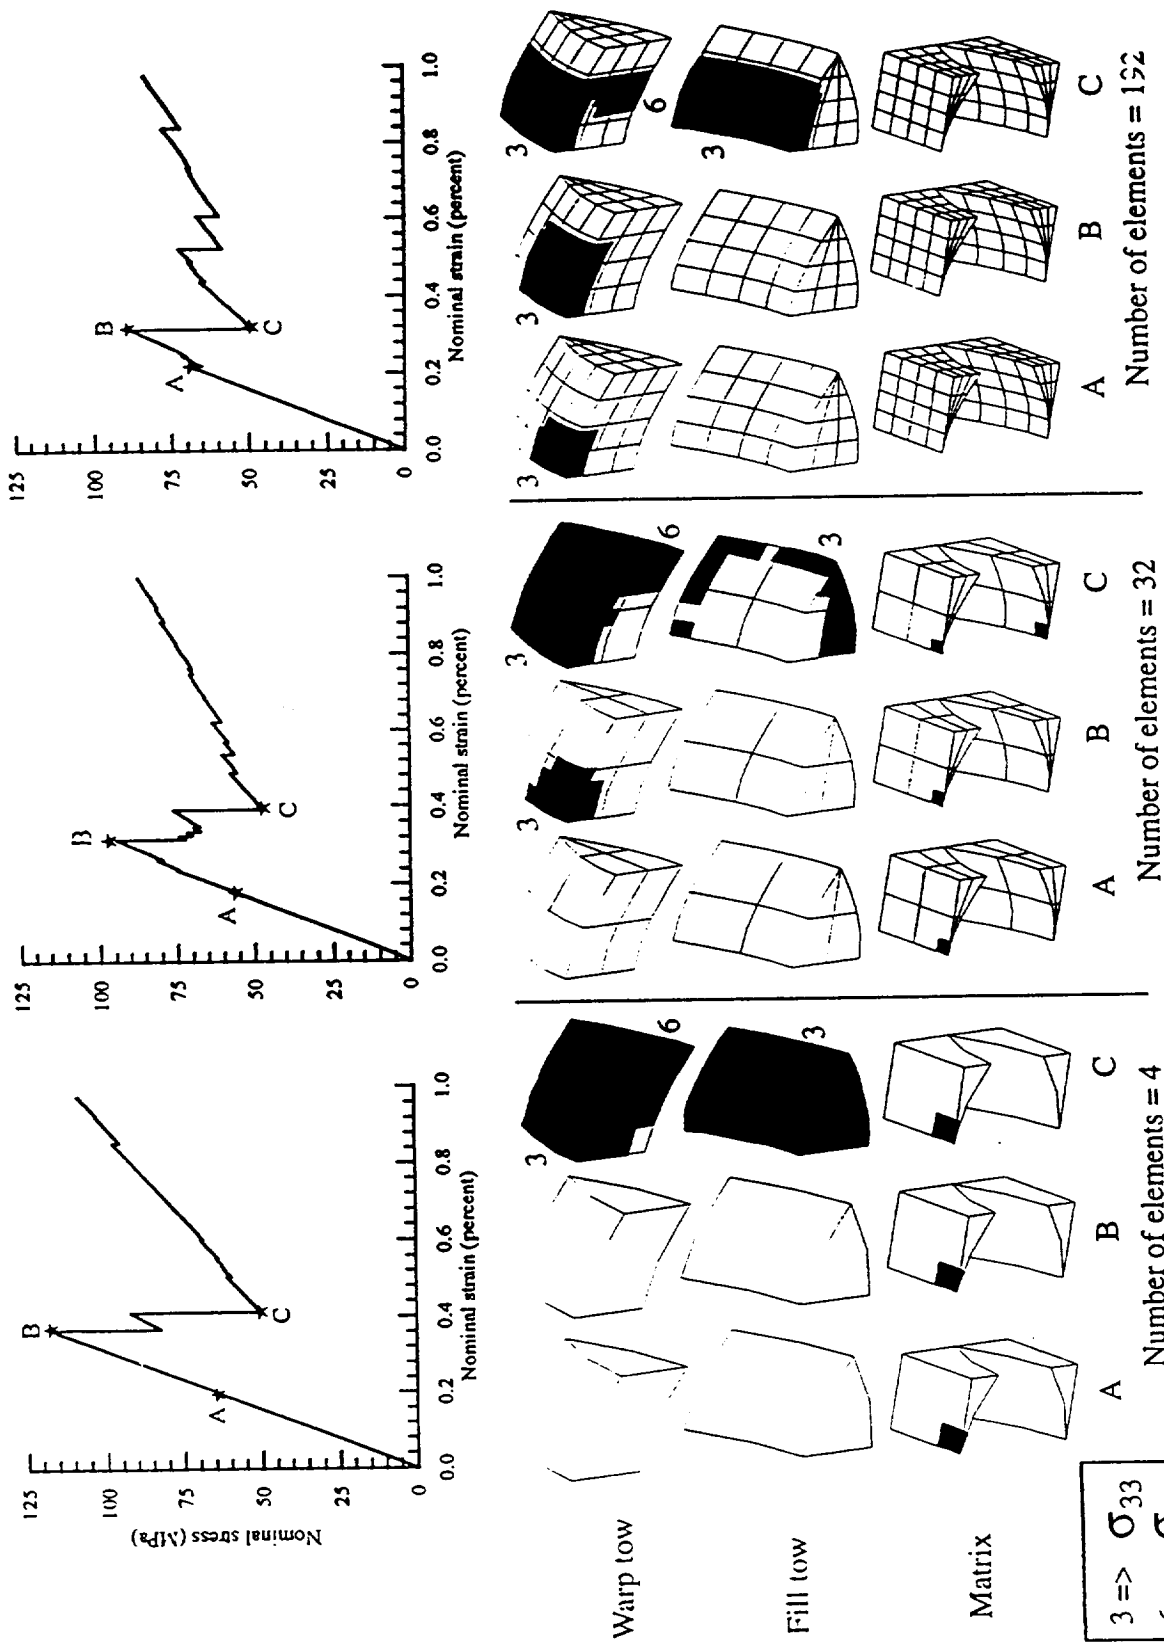 Nominal stress (MPa)
125
100
75
50
25
0
0.0
0.2
0.4
0.6
0.8
1.0
Nominal strain (percent)
A
B
C
125
100
75
50
25
0
0.0
0.2
0.4
0.6
0.8
1.0
Nominal strain (percent)
A
B
C
125
100
75
50
25
0
0.0
0.2
0.4
0.6
0.8
1.0
Nominal strain (percent)
A
B
C
Warp tow
3
6
3
3
6
3
3
3
6
Fill tow
3
3
3
Matrix
A
B
C
A
B
C
A
B
C
Number of elements = 4
Number of elements = 32
Number of elements = 192
3 => σ33